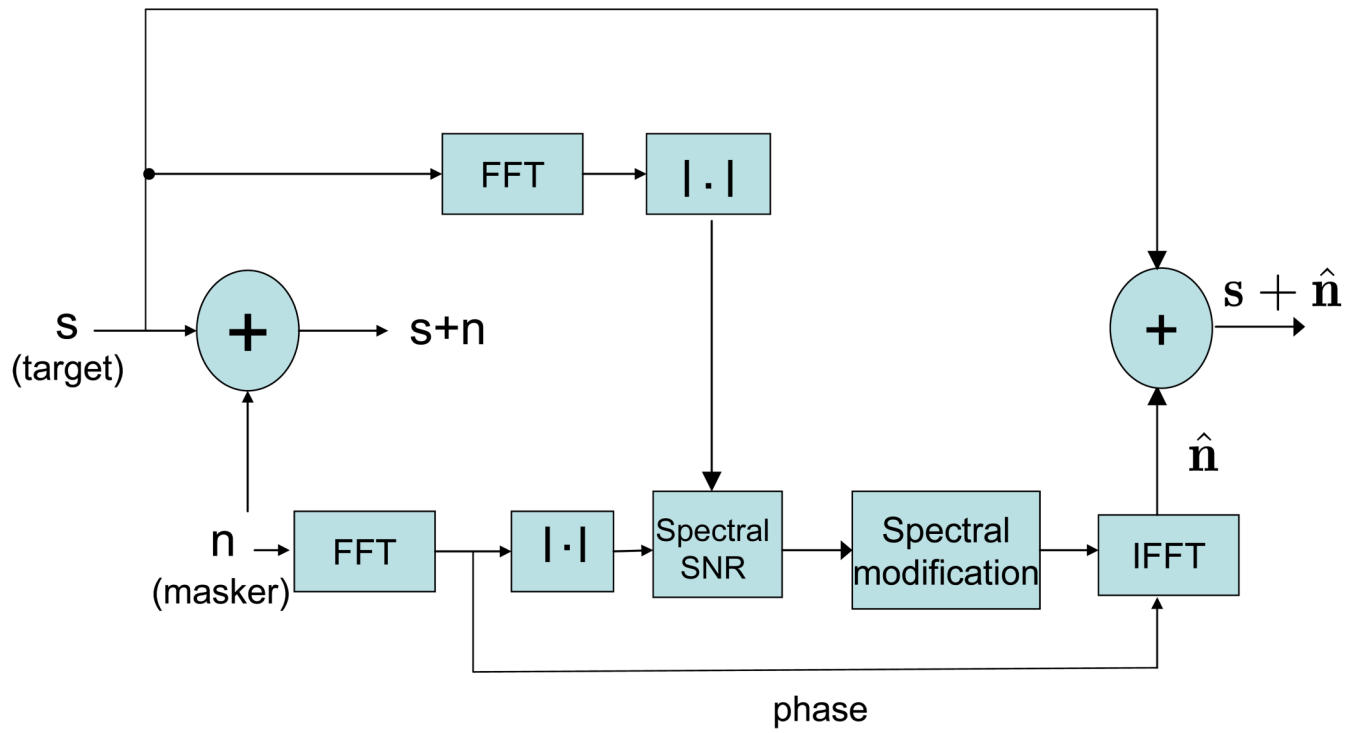 FFT
| . |
s
(target)
+
s+n
+
s + n̂
n̂
n
(masker)
FFT
|·|
Spectral
SNR
Spectral
modification
IFFT
phase